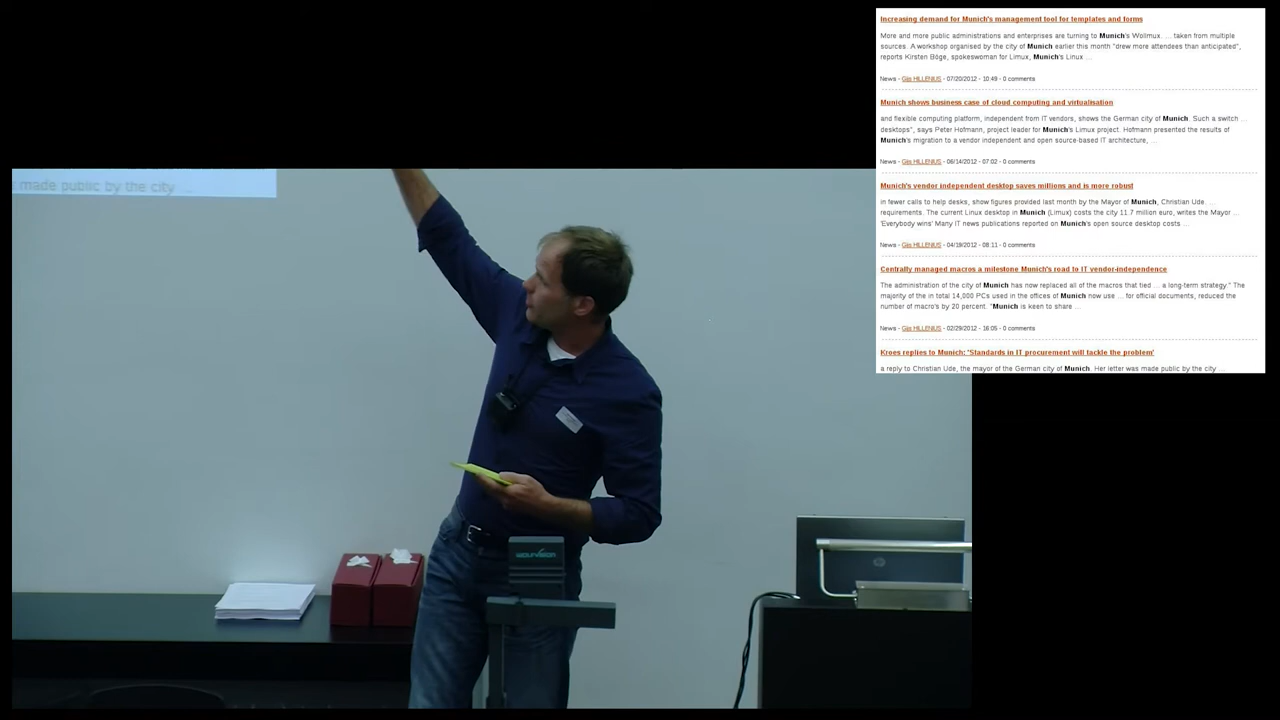 Increasing demand for Munich's management tool for templates and forms
More and more public administrations and enterprises are turning to Munich's Wollmux. ... taken from multiple
sources. A workshop organised by the city of Munich earlier this month "drew more attendees than anticipated",
reports Kirsten Böge, spokeswoman for Limux, Munich's Linux ...
News - Gijs HILLENIUS - 07/20/2012 - 10:49 - 0 comments
Munich shows business case of cloud computing and virtualisation
and flexible computing platform, independent from IT vendors, shows the German city of Munich. Such a switch ...
desktops", says Peter Hofmann, project leader for Munich's Limux project. Hofmann presented the results of
Munich's migration to a vendor independent and open source-based IT architecture, ...
News - Gijs HILLENIUS - 06/14/2012 - 07:02 - 0 comments
Munich's vendor independent desktop saves millions and is more robust
in fewer calls to help desks, show figures provided last month by the Mayor of Munich, Christian Ude. ...
requirements. The current Linux desktop in Munich (Limux) costs the city 11.7 million euro, writes the Mayor ...
'Everybody wins' Many IT news publications reported on Munich's open source desktop costs ...
News - Gijs HILLENIUS - 04/19/2012 - 08:11 - 0 comments
Centrally managed macros a milestone Munich's road to IT vendor-independence
The administration of the city of Munich has now replaced all of the macros that tied ... a long-term strategy." The
majority of the in total 14,000 PCs used in the offices of Munich now use ... for official documents, reduced the
number of macro's by 20 percent. "Munich is keen to share ...
News - Gijs HILLENIUS - 02/29/2012 - 16:05 - 0 comments
Kroes replies to Munich: 'Standards in IT procurement will tackle the problem'
a reply to Christian Ude, the mayor of the German city of Munich. Her letter was made public by the city ...
made public by the city ...
WOLFVISION
hp